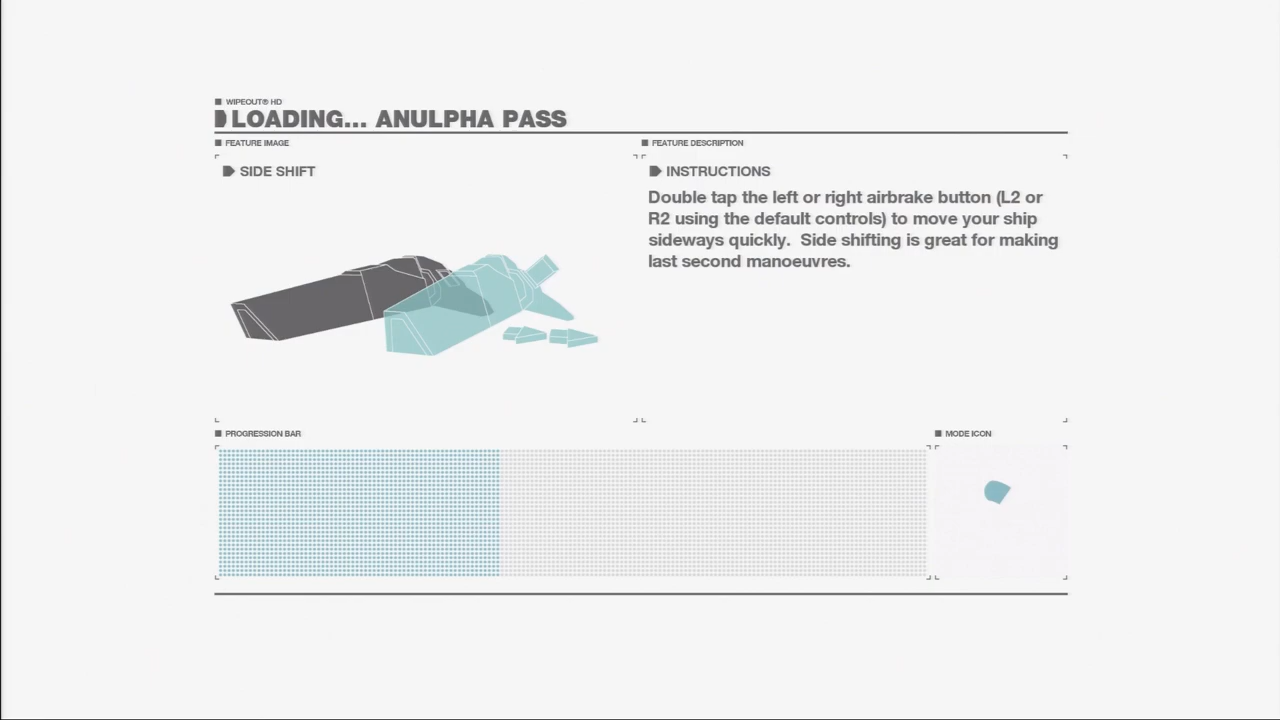 WIPEOUT® HD
LOADING... ANULPHA PASS
FEATURE IMAGE
FEATURE DESCRIPTION
SIDE SHIFT
INSTRUCTIONS
Double tap the left or right airbrake button (L2 or
R2 using the default controls) to move your ship
sideways quickly.  Side shifting is great for making
last second manoeuvres.
PROGRESSION BAR
MODE ICON